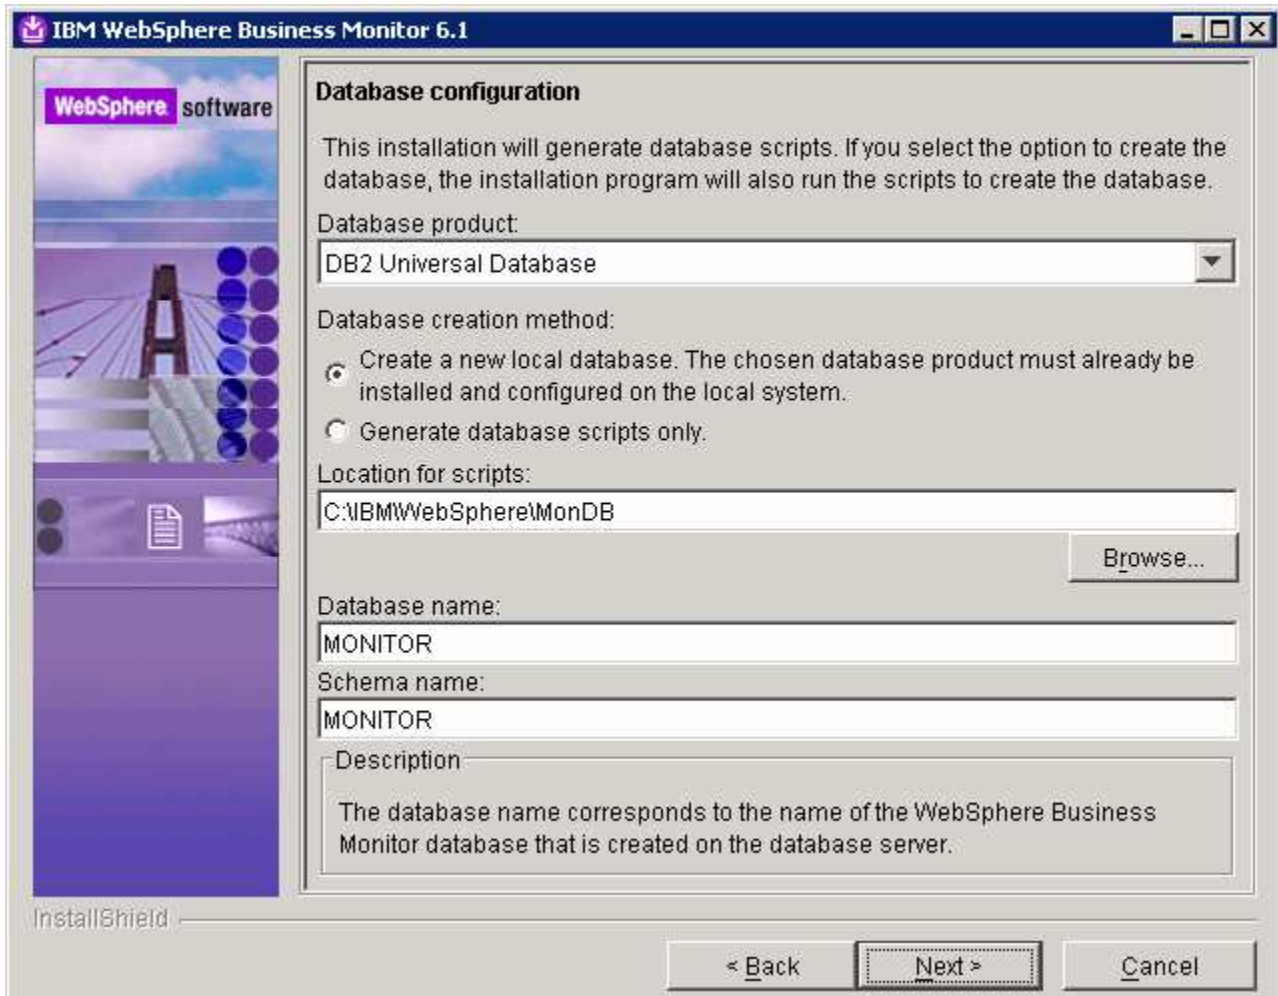 IBM WebSphere Business Monitor 6.1
WebSphere software
Database configuration
This installation will generate database scripts. If you select the option to create the
database, the installation program will also run the scripts to create the database.
Database product:
DB2 Universal Database
Database creation method:
Create a new local database. The chosen database product must already be
installed and configured on the local system.
Generate database scripts only.
Location for scripts:
C:\IBM\WebSphere\MonDB
Browse...
Database name:
MONITOR
Schema name:
MONITOR
Description
The database name corresponds to the name of the WebSphere Business
Monitor database that is created on the database server.
InstallShield
< Back
Next >
Cancel